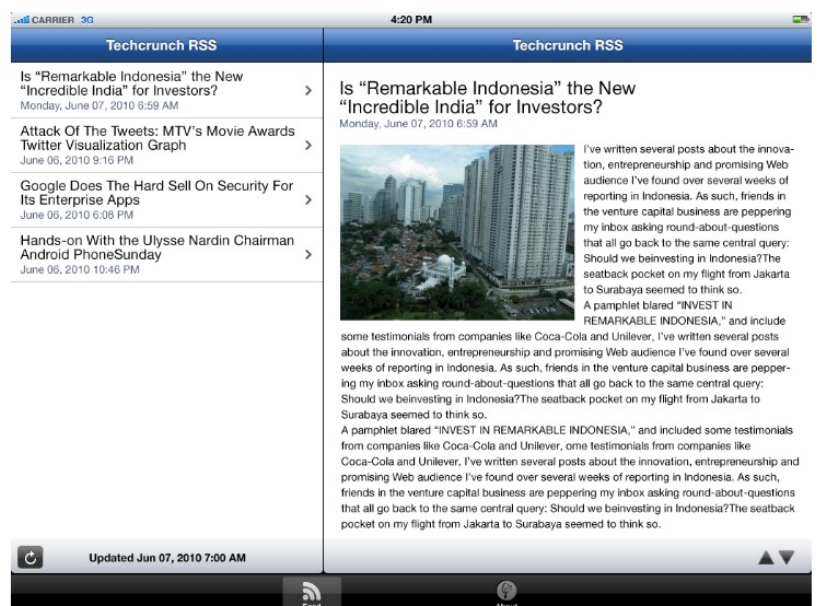 CARRIER 3G
4:20 PM
Techcrunch RSS
Is “Remarkable Indonesia” the New
“Incredible India” for Investors?
Monday, June 07, 2010 6:59 AM
Attack Of The Tweets: MTV’s Movie Awards
Twitter Visualization Graph
June 06, 2010 9:16 PM
Google Does The Hard Sell On Security For
Its Enterprise Apps
June 06, 2010 6:08 PM
Hands-on With the Ulysse Nardin Chairman
Android PhoneSunday
June 06, 2010 10:46 PM
Updated Jun 07, 2010 7:00 AM
Techcrunch RSS
Is “Remarkable Indonesia” the New
“Incredible India” for Investors?
Monday, June 07, 2010 6:59 AM
I’ve written several posts about the innova-
tion, entrepreneurship and promising Web
audience I’ve found over several weeks of
reporting in Indonesia. As such, friends in
the venture capital business are peppering
my inbox asking round-about-questions
that all go back to the same central query:
Should we beinvesting in Indonesia?The
seatback pocket on my flight from Jakarta
to Surabaya seemed to think so.
A pamphlet blared “INVEST IN
REMARKABLE INDONESIA,” and include
some testimonials from companies like Coca-Cola and Unilever, I’ve written several posts
about the innovation, entrepreneurship and promising Web audience I’ve found over several
weeks of reporting in Indonesia. As such, friends in the venture capital business are pepper-
ing my inbox asking round-about-questions that all go back to the same central query:
Should we beinvesting in Indonesia?The seatback pocket on my flight from Jakarta to
Surabaya seemed to think so.
A pamphlet blared “INVEST IN REMARKABLE INDONESIA,” and included some testimonials
from companies like Coca-Cola and Unilever, ome testimonials from companies like
Coca-Cola and Unilever, I’ve written several posts about the innovation, entrepreneurship and
promising Web audience I’ve found over several weeks of reporting in Indonesia. As such,
friends in the venture capital business are peppering my inbox asking round-about-questions
that all go back to the same central query: Should we beinvesting in Indonesia?The seatback
pocket on my flight from Jakarta to Surabaya seemed to think so.
Feed
About